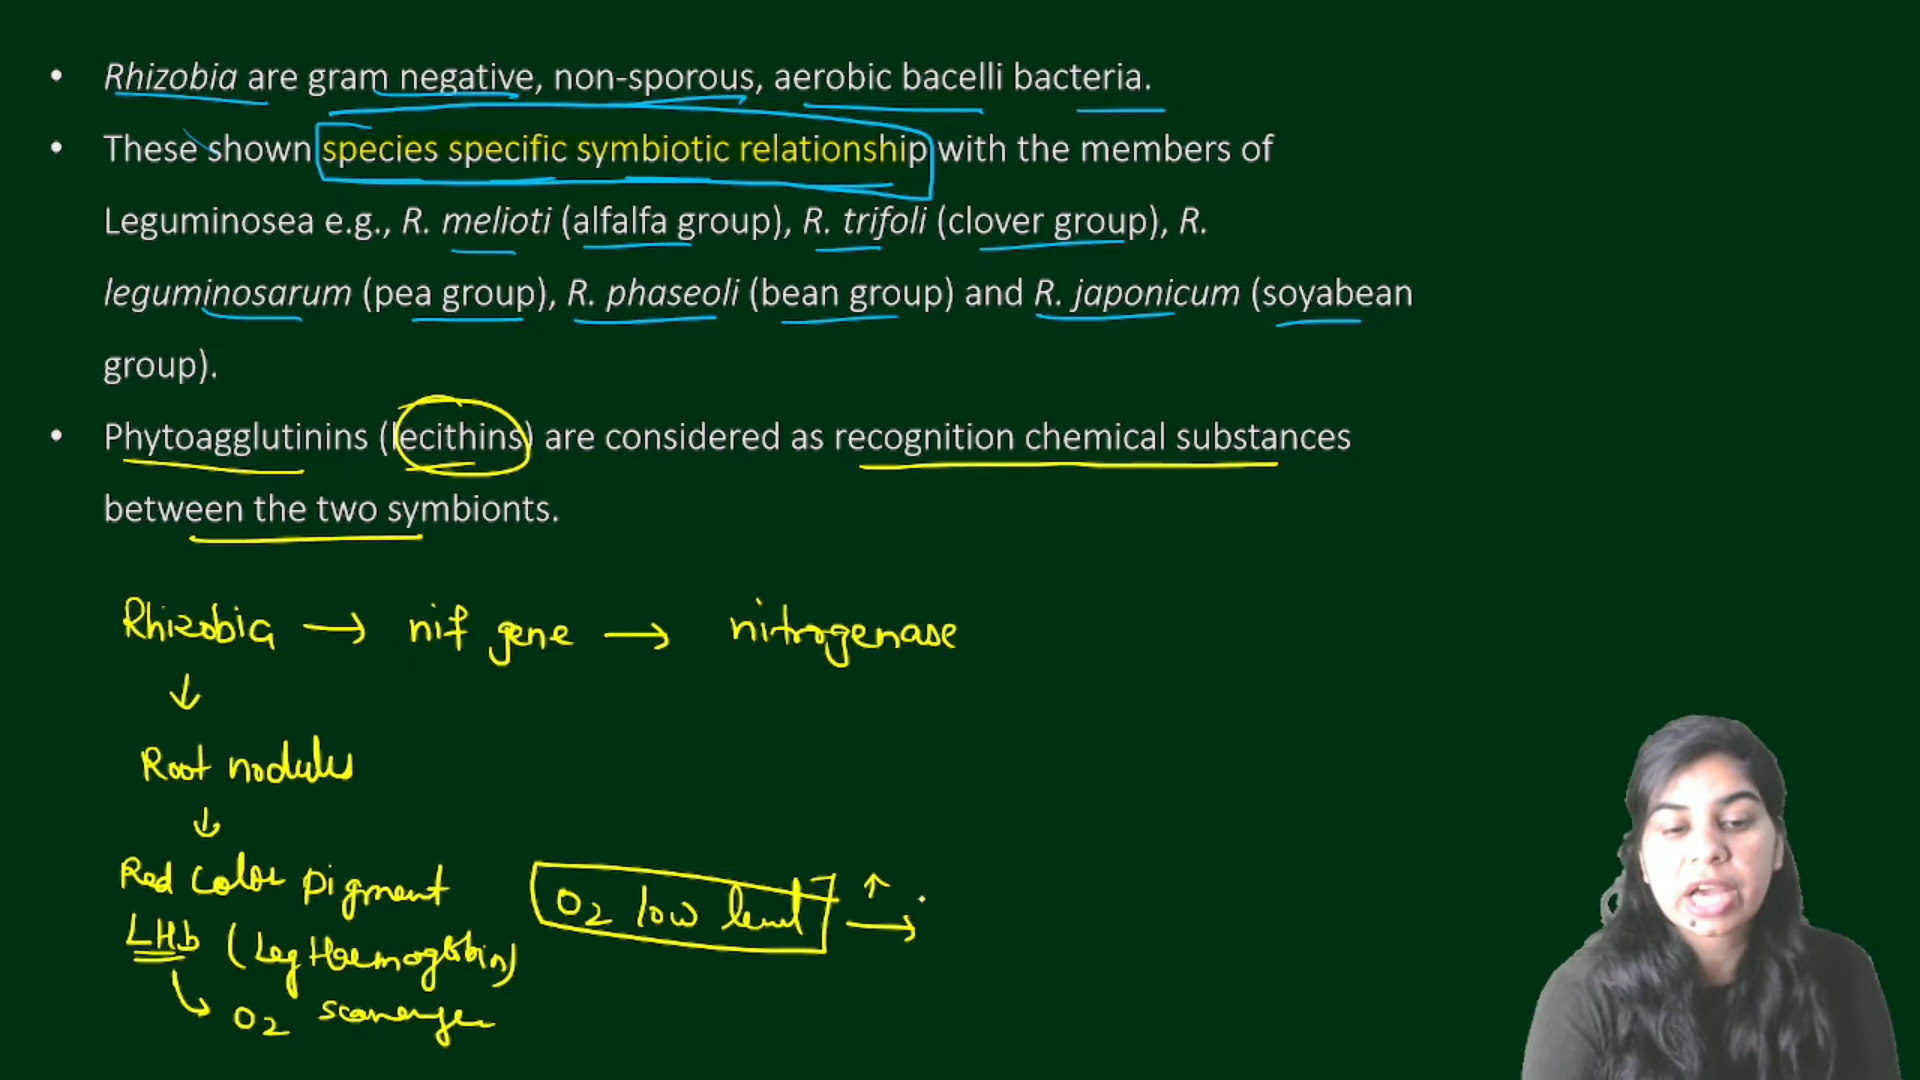 • Rhizobia are gram negative, non-sporous, aerobic bacelli bacteria.
• These shown species specific symbiotic relationship with the members of
Leguminosea e.g., R. melioti (alfalfa group), R. trifoli (clover group), R.
leguminosarum (pea group), R. phaseoli (bean group) and R. japonicum (soyabean
group).
• Phytoagglutinins (lecithins) are considered as recognition chemical substances
between the two symbionts.
Rhizobia → nif gene → nitrogenase
↓
Root nodules
↓
Red color pigment
LHb (LegHaemoglobin)
O2 scavenger
O2 low level ↑ →